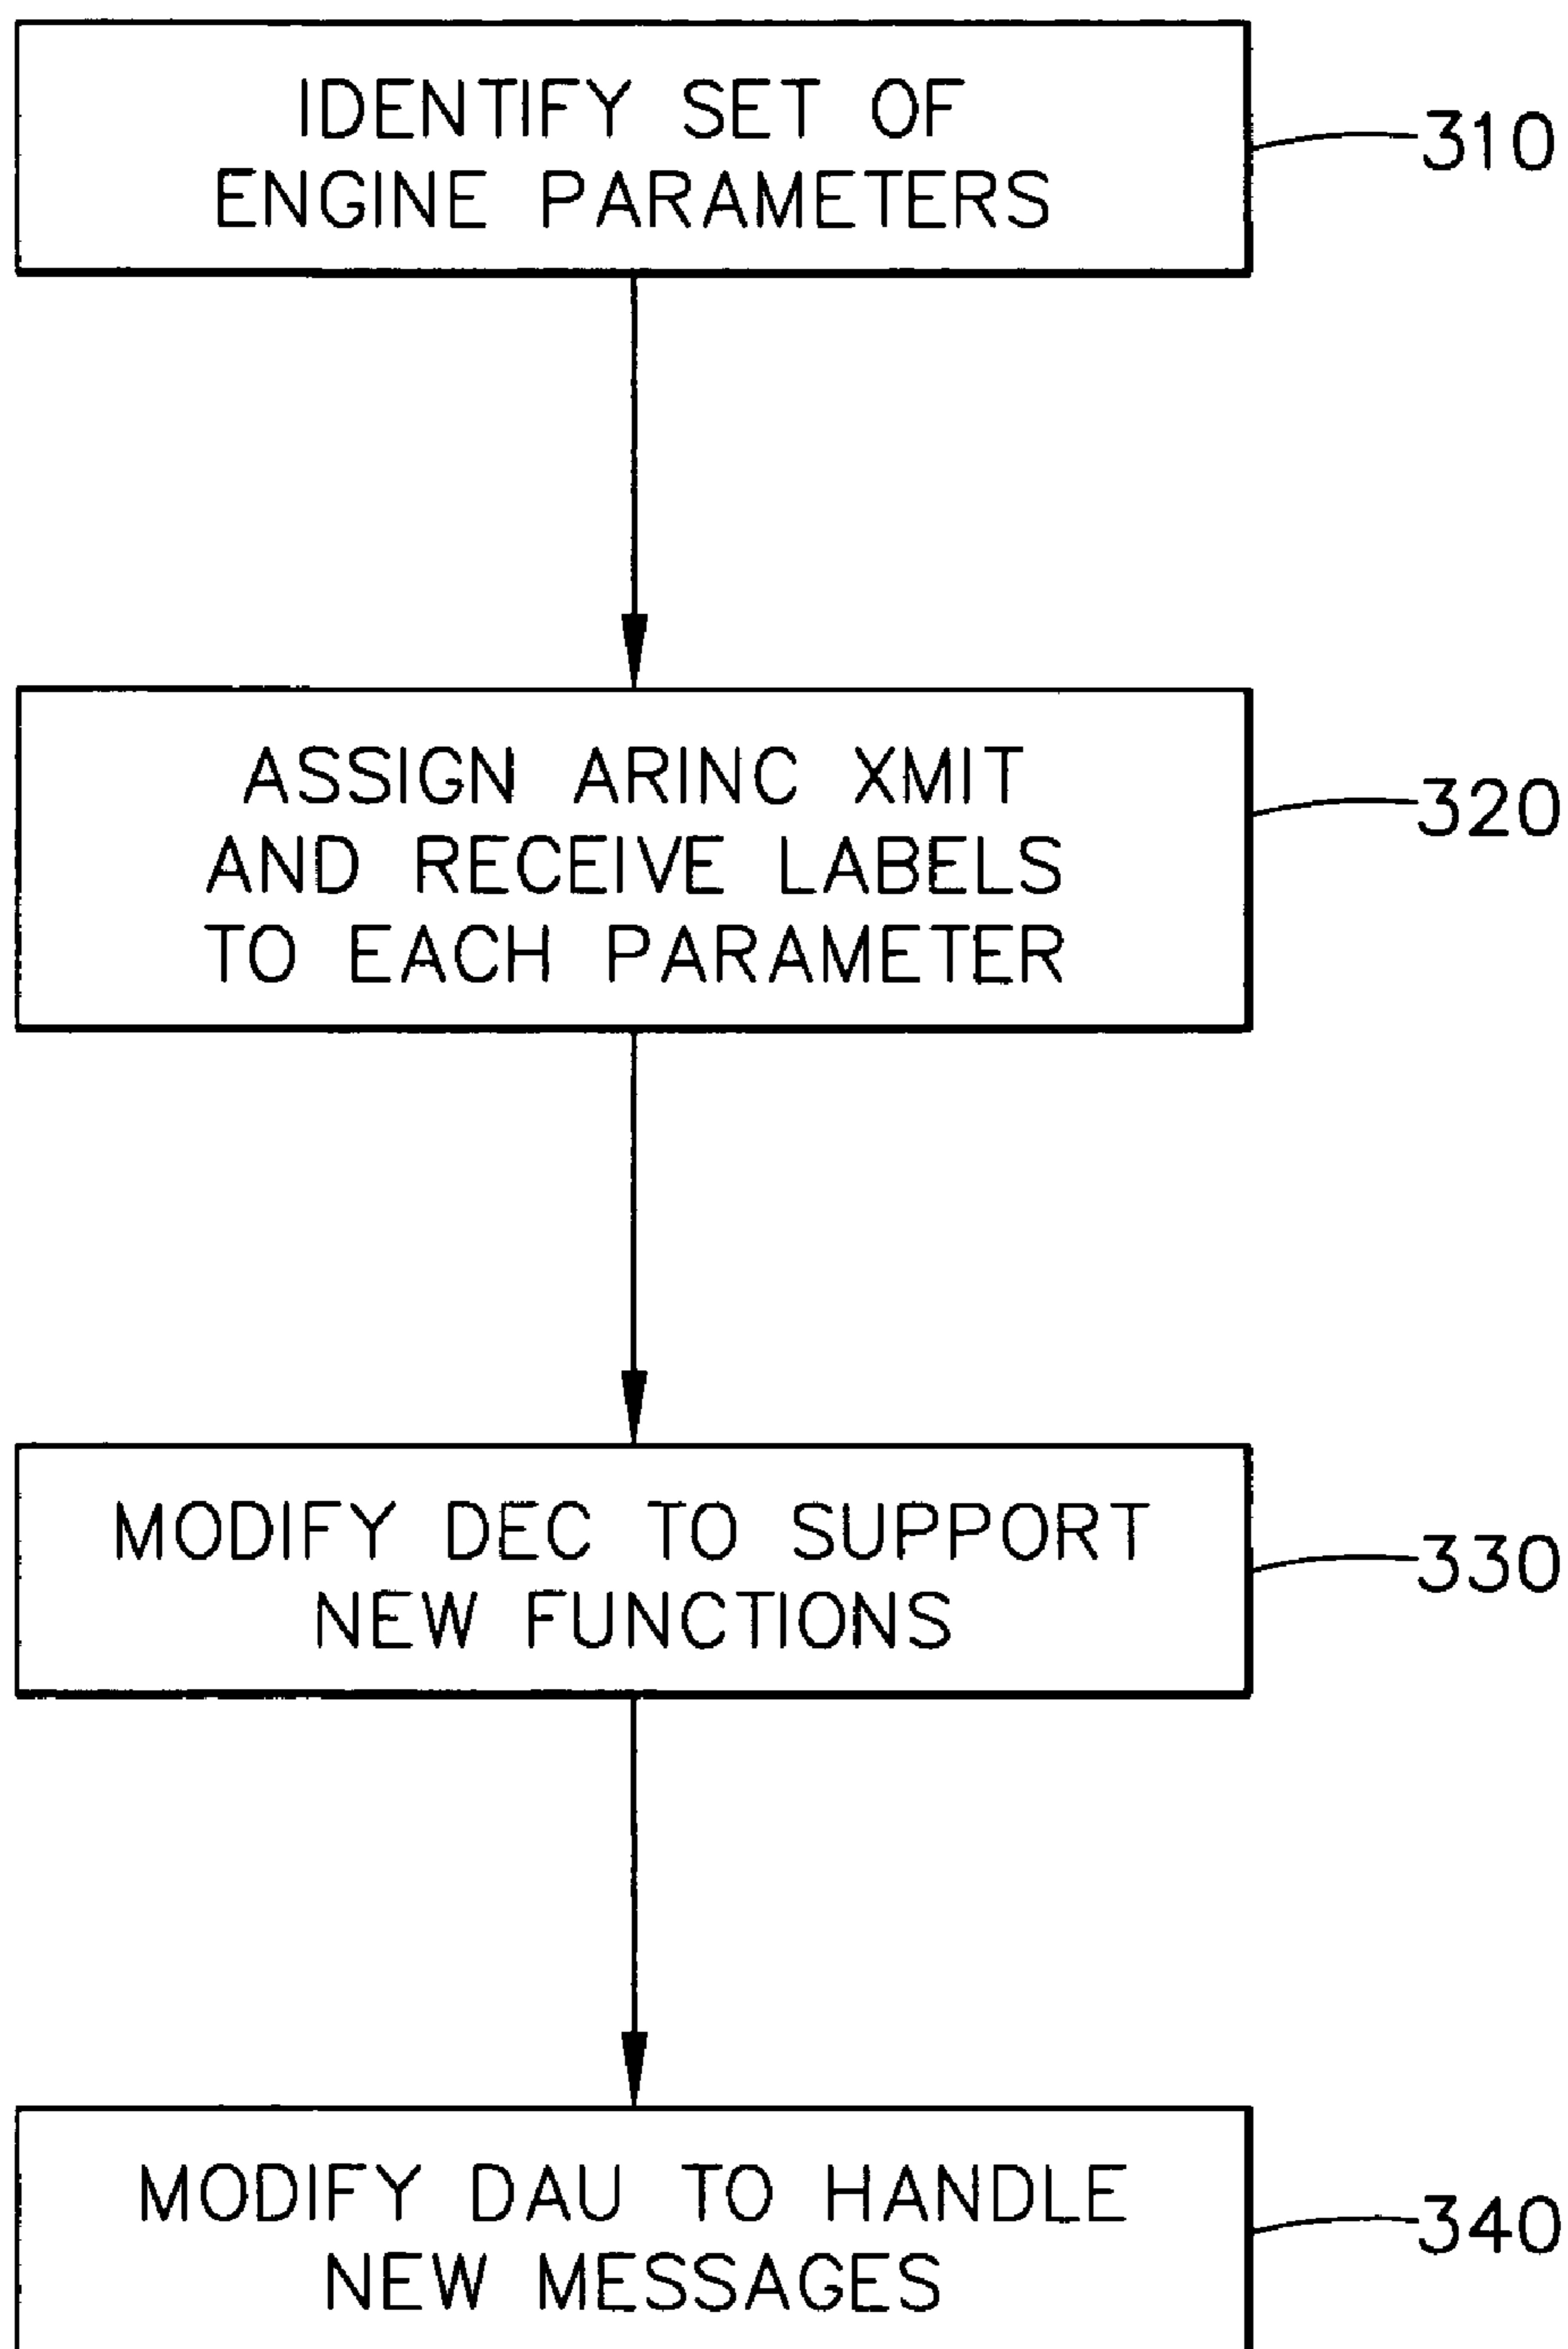 IDENTIFY SET OF
ENGINE PARAMETERS
310
ASSIGN ARINC XMIT
AND RECEIVE LABELS
TO EACH PARAMETER
320
MODIFY DEC TO SUPPORT
NEW FUNCTIONS
330
MODIFY DAU TO HANDLE
NEW MESSAGES
340